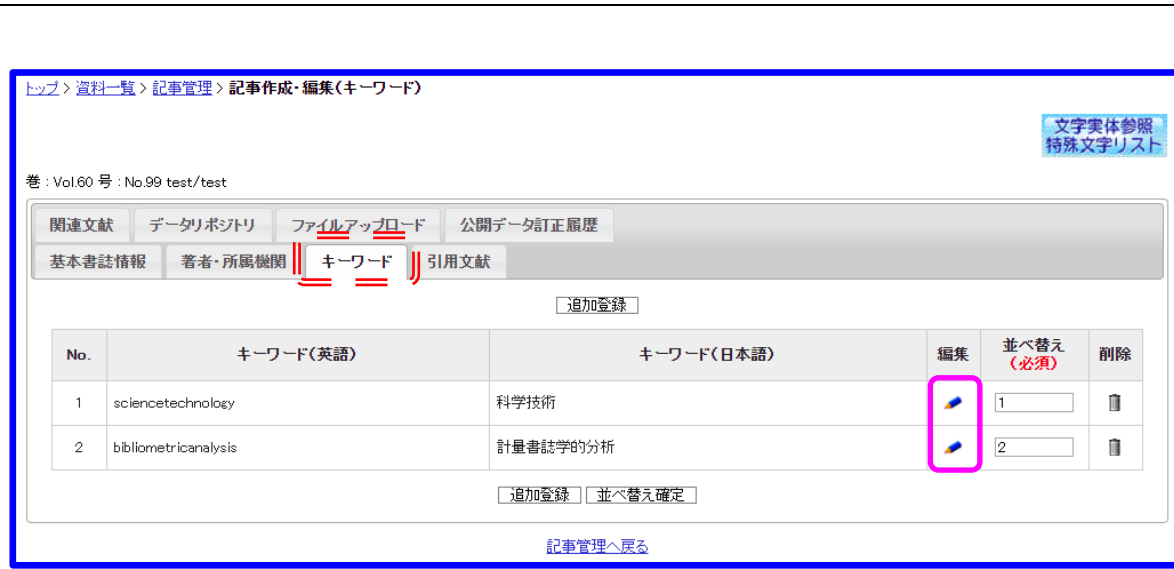 トップ > 資料一覧 > 記事管理 > 記事作成・編集(キーワード)
文字実体参照
特殊文字リスト
巻 : Vol.60 号 : No.99 test/test
関連文献 データリポジトリ ファイルアップロード 公開データ訂正履歴
基本書誌情報 著者・所属機関 キーワード 引用文献
追加登録
No. キーワード(英語) キーワード(日本語) 編集 並べ替え(必須) 削除
1 sciencetechnology 科学技術 1
2 bibliometricanalysis 計量書誌学的分析 2
追加登録 並べ替え確定
記事管理へ戻る